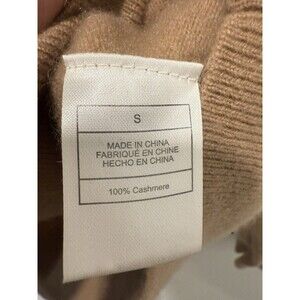 S
MADE IN CHINA
FABRIQUÉ EN CHINE
HECHO EN CHINA
100% Cashmere